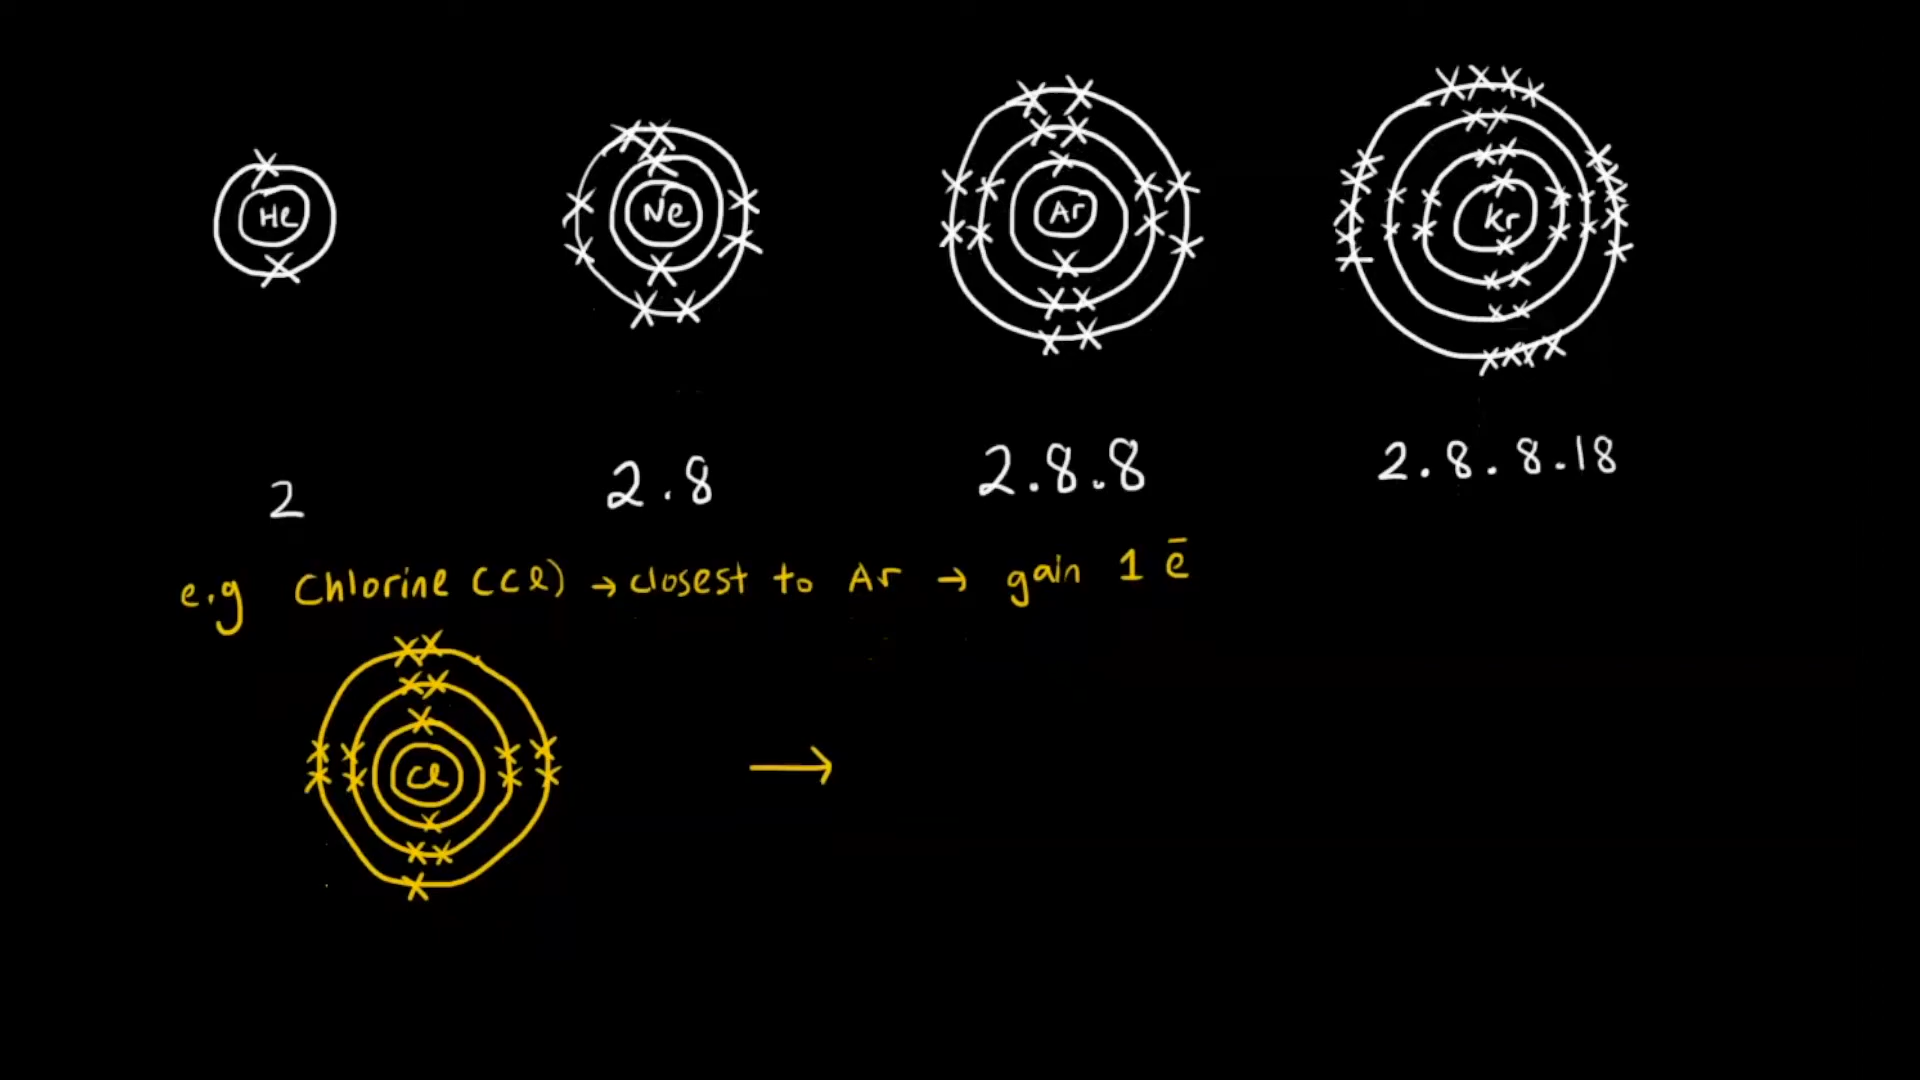 He Ne Ar Kr
2 2.8 2.8.8 2.8.8.18
e.g Chlorine (Cl) → closest to Ar → gain 1 ē
Cl →